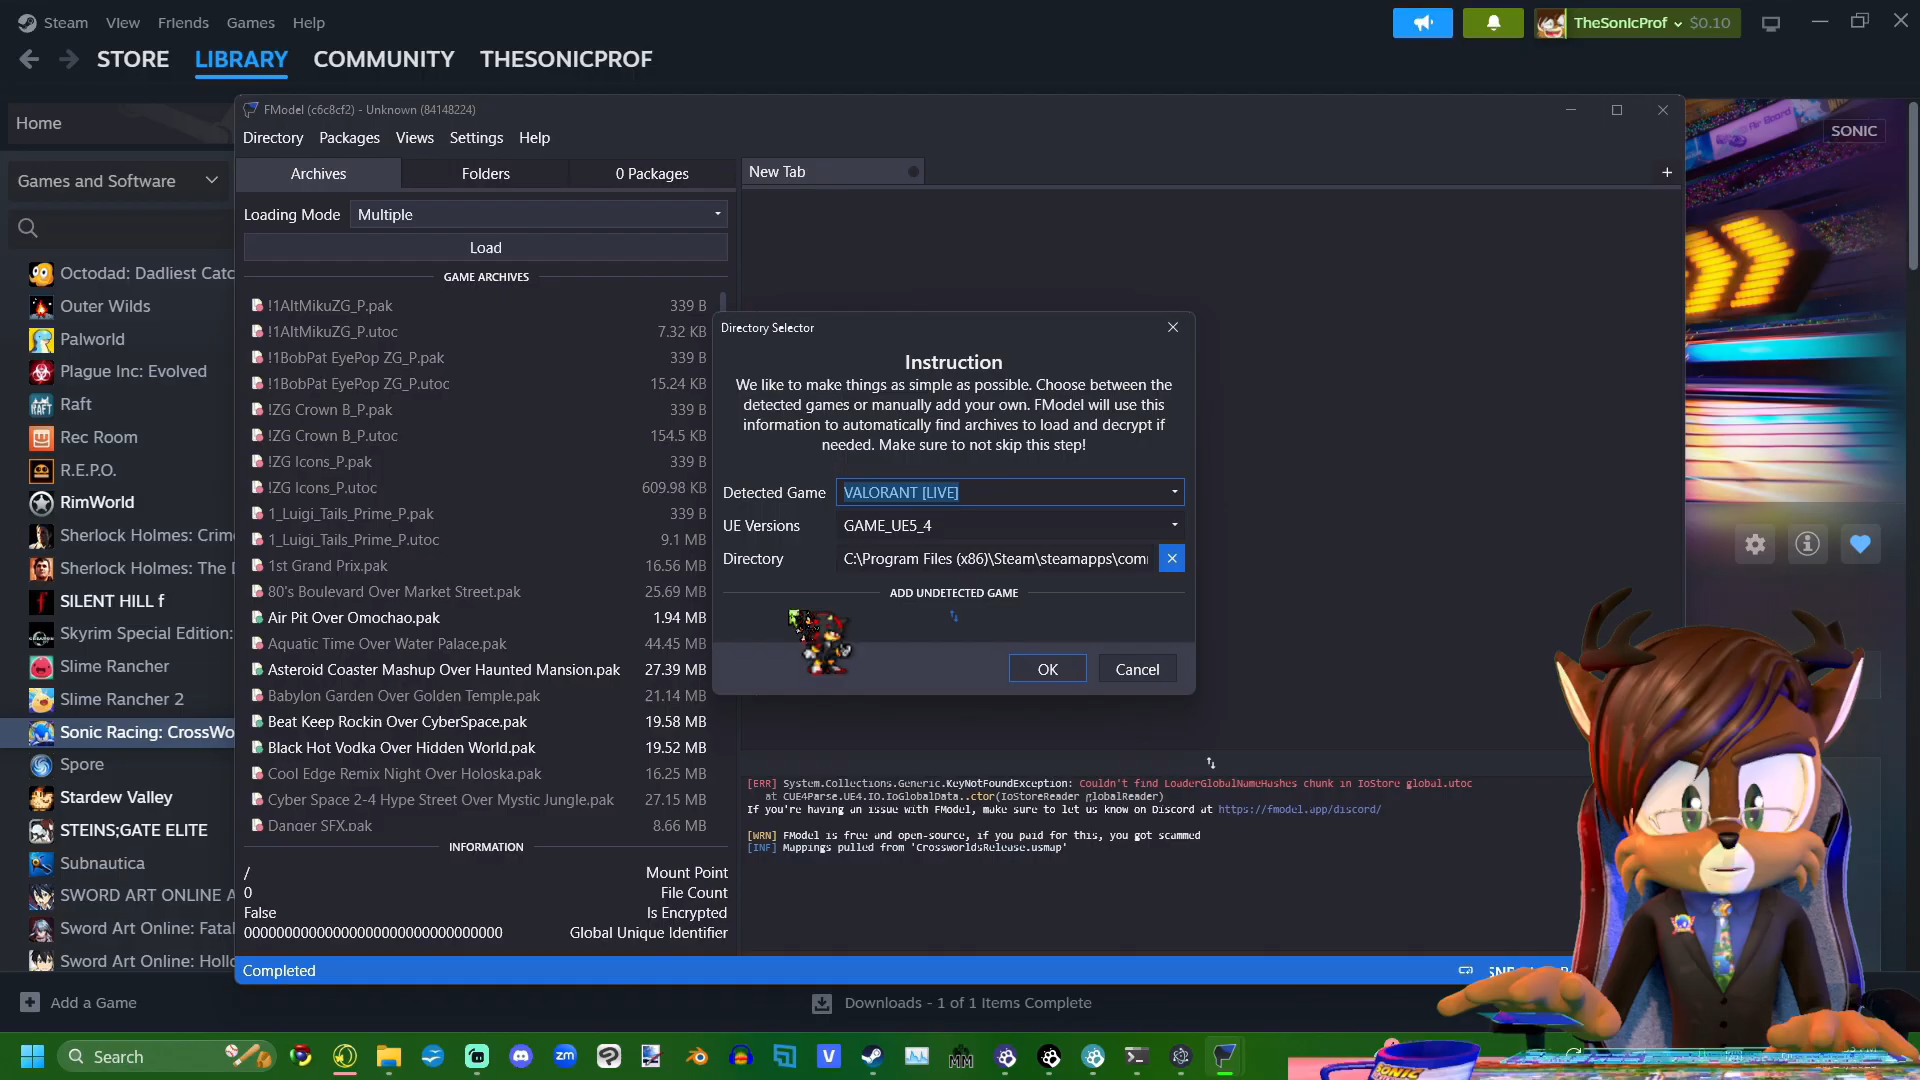 Steam View Friends Games Help
TheSonicProf $0.10
STORE LIBRARY COMMUNITY THESONICPROF
Home
Games and Software
Octodad: Dadliest Catc
Outer Wilds
Palworld
Plague Inc: Evolved
Raft
Rec Room
R.E.P.O.
RimWorld
Sherlock Holmes: Crime
Sherlock Holmes: The D
SILENT HILL f
Skyrim Special Edition:
Slime Rancher
Slime Rancher 2
Sonic Racing: CrossWo
Spore
Stardew Valley
STEINS;GATE ELITE
Subnautica
SWORD ART ONLINE A
Sword Art Online: Fatal
Sword Art Online: Hollo
Add a Game
FModel (c6c8cf2) - Unknown (84148224)
Directory Packages Views Settings Help
Archives Folders 0 Packages
Loading Mode Multiple
Load
GAME ARCHIVES
!1AltMikuZG_P.pak 339 B
!1AltMikuZG_P.utoc 7.32 KB
!1BobPat EyePop ZG_P.pak 339 B
!1BobPat EyePop ZG_P.utoc 15.24 KB
!ZG Crown B_P.pak 339 B
!ZG Crown B_P.utoc 154.5 KB
!ZG Icons_P.pak 339 B
!ZG Icons_P.utoc 609.98 KB
1_Luigi_Tails_Prime_P.pak 339 B
1_Luigi_Tails_Prime_P.utoc 9.1 MB
1st Grand Prix.pak 16.56 MB
80's Boulevard Over Market Street.pak 25.69 MB
Air Pit Over Omochao.pak 1.94 MB
Aquatic Time Over Water Palace.pak 44.45 MB
Asteroid Coaster Mashup Over Haunted Mansion.pak 27.39 MB
Babylon Garden Over Golden Temple.pak 21.14 MB
Beat Keep Rockin Over CyberSpace.pak 19.58 MB
Black Hot Vodka Over Hidden World.pak 19.52 MB
Cool Edge Remix Night Over Holoska.pak 16.25 MB
Cyber Space 2-4 Hype Street Over Mystic Jungle.pak 27.15 MB
Danger SFX.pak 8.66 MB
INFORMATION
/ Mount Point
0 File Count
False Is Encrypted
00000000000000000000000000000000 Global Unique Identifier
Completed
New Tab
Directory Selector
Instruction
We like to make things as simple as possible. Choose between the
detected games or manually add your own. FModel will use this
information to automatically find archives to load and decrypt if
needed. Make sure to not skip this step!
Detected Game VALORANT [LIVE]
UE Versions GAME_UE5_4
Directory C:\Program Files (x86)\Steam\steamapps\com
ADD UNDETECTED GAME
OK Cancel
[ERR] System.Collections.Generic.KeyNotFoundException: Couldn't find LoaderGlobalNameHashes chunk in IoStore global.utoc
at CUE4Parse.UE4.IO.IoGlobalData..ctor(IoStoreReader globalReader)
If you're having an issue with FModel, make sure to let us know on Discord at https://fmodel.app/discord/
[WRN] FModel is free and open-source, if you paid for this, you got scammed
[INF] Mappings pulled from 'CrossworldsRelease.usmap'
Downloads - 1 of 1 Items Complete
SONIC
Air Board
Search
zm
V
MM
SONIC